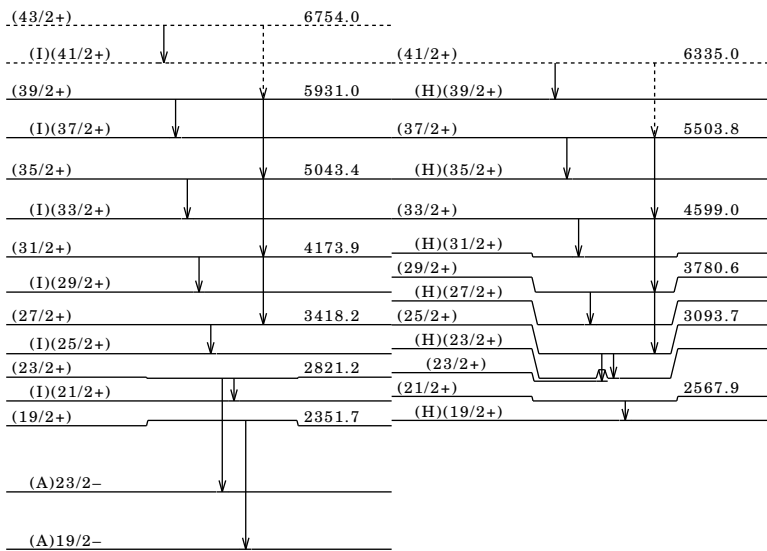 (43/2+) 6754.0
(I)(41/2+)
(39/2+) 5931.0
(I)(37/2+)
(35/2+) 5043.4
(I)(33/2+)
(31/2+) 4173.9
(I)(29/2+)
(27/2+) 3418.2
(I)(25/2+)
(23/2+) 2821.2
(I)(21/2+)
(19/2+) 2351.7
(A)23/2−
(A)19/2−
(41/2+) 6335.0
(H)(39/2+)
(37/2+) 5503.8
(H)(35/2+)
(33/2+) 4599.0
(H)(31/2+)
(29/2+) 3780.6
(H)(27/2+)
(25/2+) 3093.7
(H)(23/2+)
(23/2+)
(21/2+) 2567.9
(H)(19/2+)